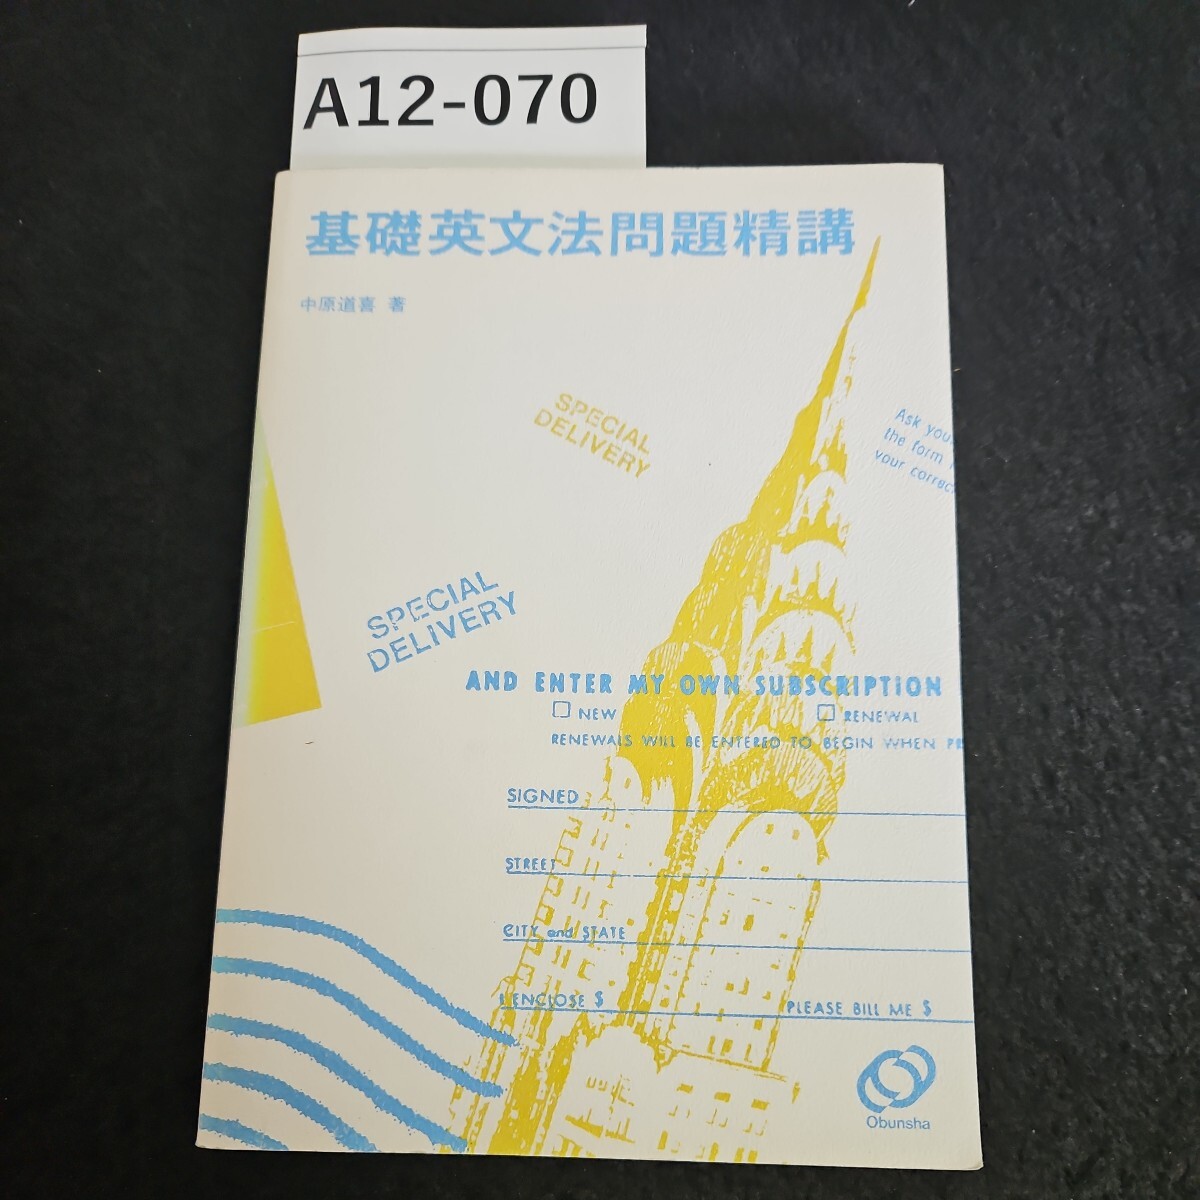 A12-070
基礎英文法問題精講
中原道喜 著
SPECIAL
DELIVERY
Ask you
the form
your correc
SPECIAL
DELIVERY
AND ENTER MY OWN SUBSCRIPTION
NEW
RENEWAL
RENEWALS WILL BE ENTERED TO BEGIN WHEN PR
SIGNED
STREET
CITY and STATE
I ENCLOSE $
PLEASE BILL ME $
Obunsha